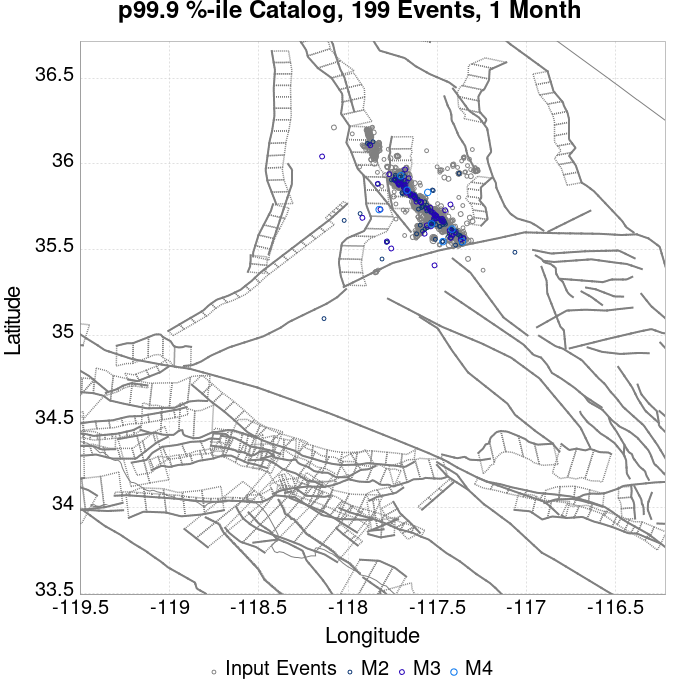 p99.9 %-ile Catalog, 199 Events, 1 Month
36.5
36
35.5
35
34.5
34
33.5
Latitude
-119.5 -119 -118.5 -118 -117.5 -117 -116.5
Longitude
Input Events M2 M3 M4